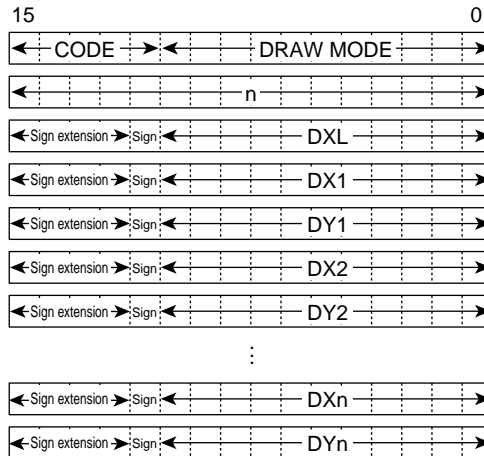 15 0
CODE DRAW MODE
n
Sign extension Sign DXL
Sign extension Sign DX1
Sign extension Sign DY1
Sign extension Sign DX2
Sign extension Sign DY2
⋮
Sign extension Sign DXn
Sign extension Sign DYn